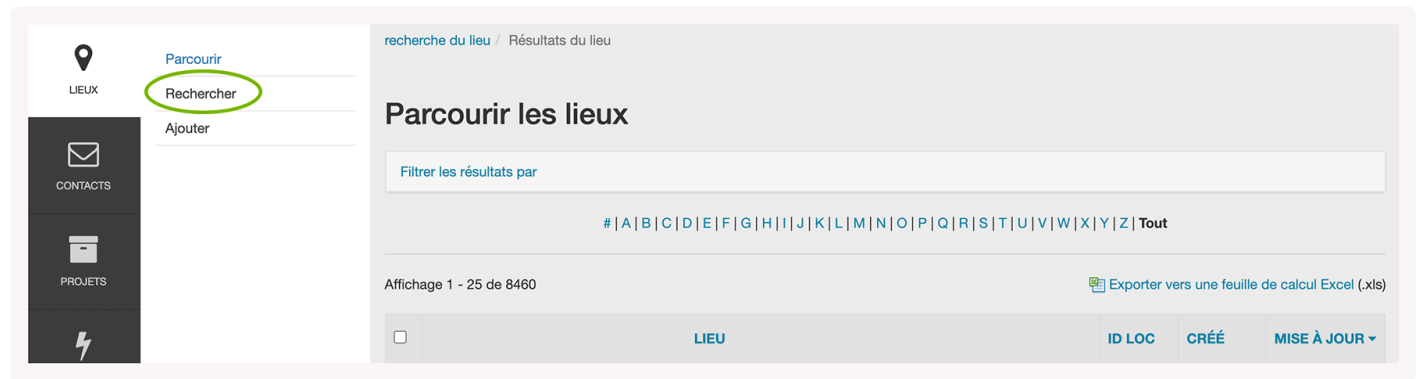 LIEUX
CONTACTS
PROJETS
Parcourir
Rechercher
Ajouter
recherche du lieu / Résultats du lieu
Parcourir les lieux
Filtrer les résultats par
# | A | B | C | D | E | F | G | H | I | J | K | L | M | N | O | P | Q | R | S | T | U | V | W | X | Y | Z | Tout
Affichage 1 - 25 de 8460
Exporter vers une feuille de calcul Excel (.xls)
LIEU ID LOC CRÉÉ MISE À JOUR